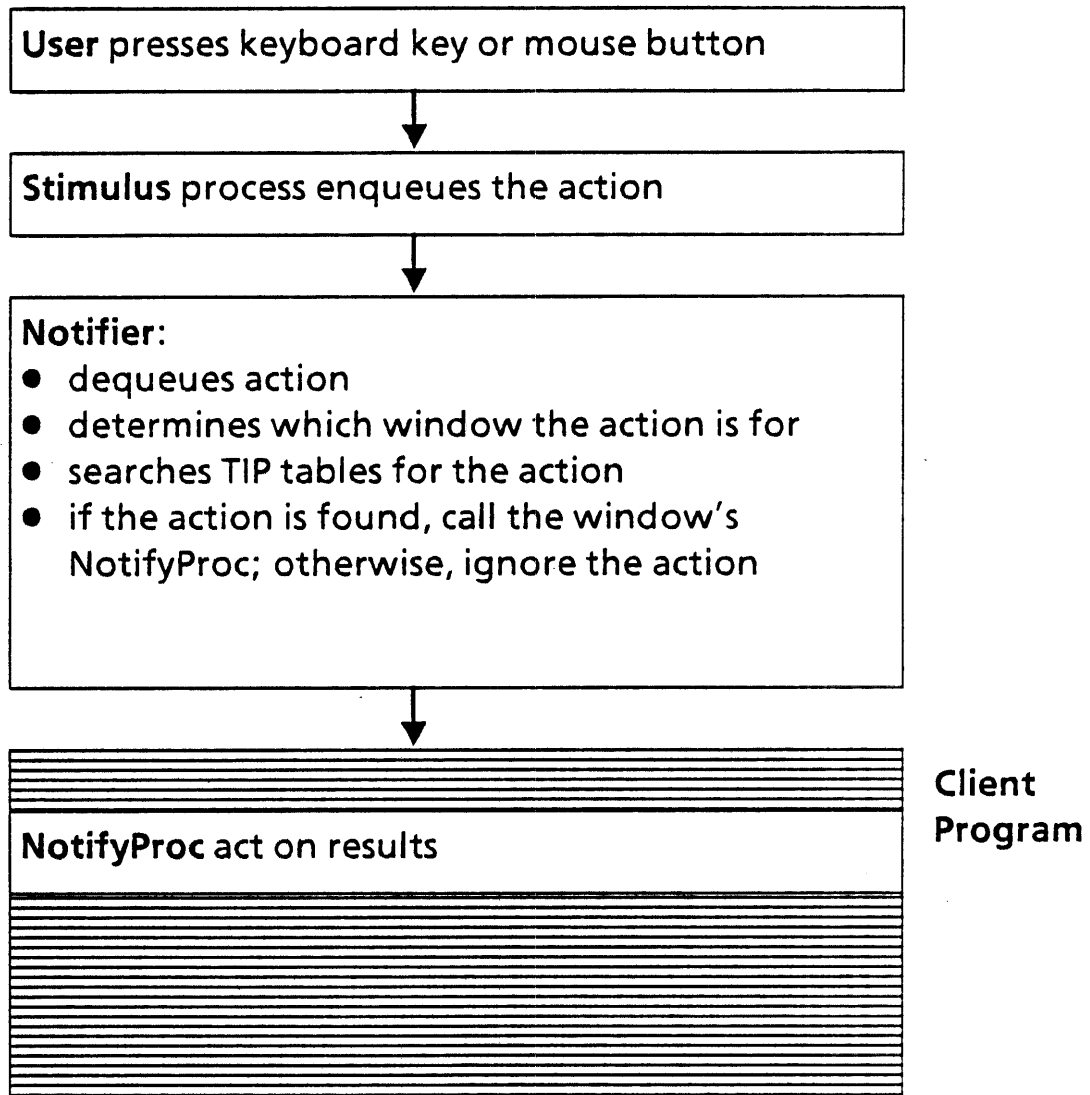 User presses keyboard key or mouse button
Stimulus process enqueues the action
Notifier:
● dequeues action
● determines which window the action is for
● searches TIP tables for the action
● if the action is found, call the window's
NotifyProc; otherwise, ignore the action
Client
Program
NotifyProc act on results